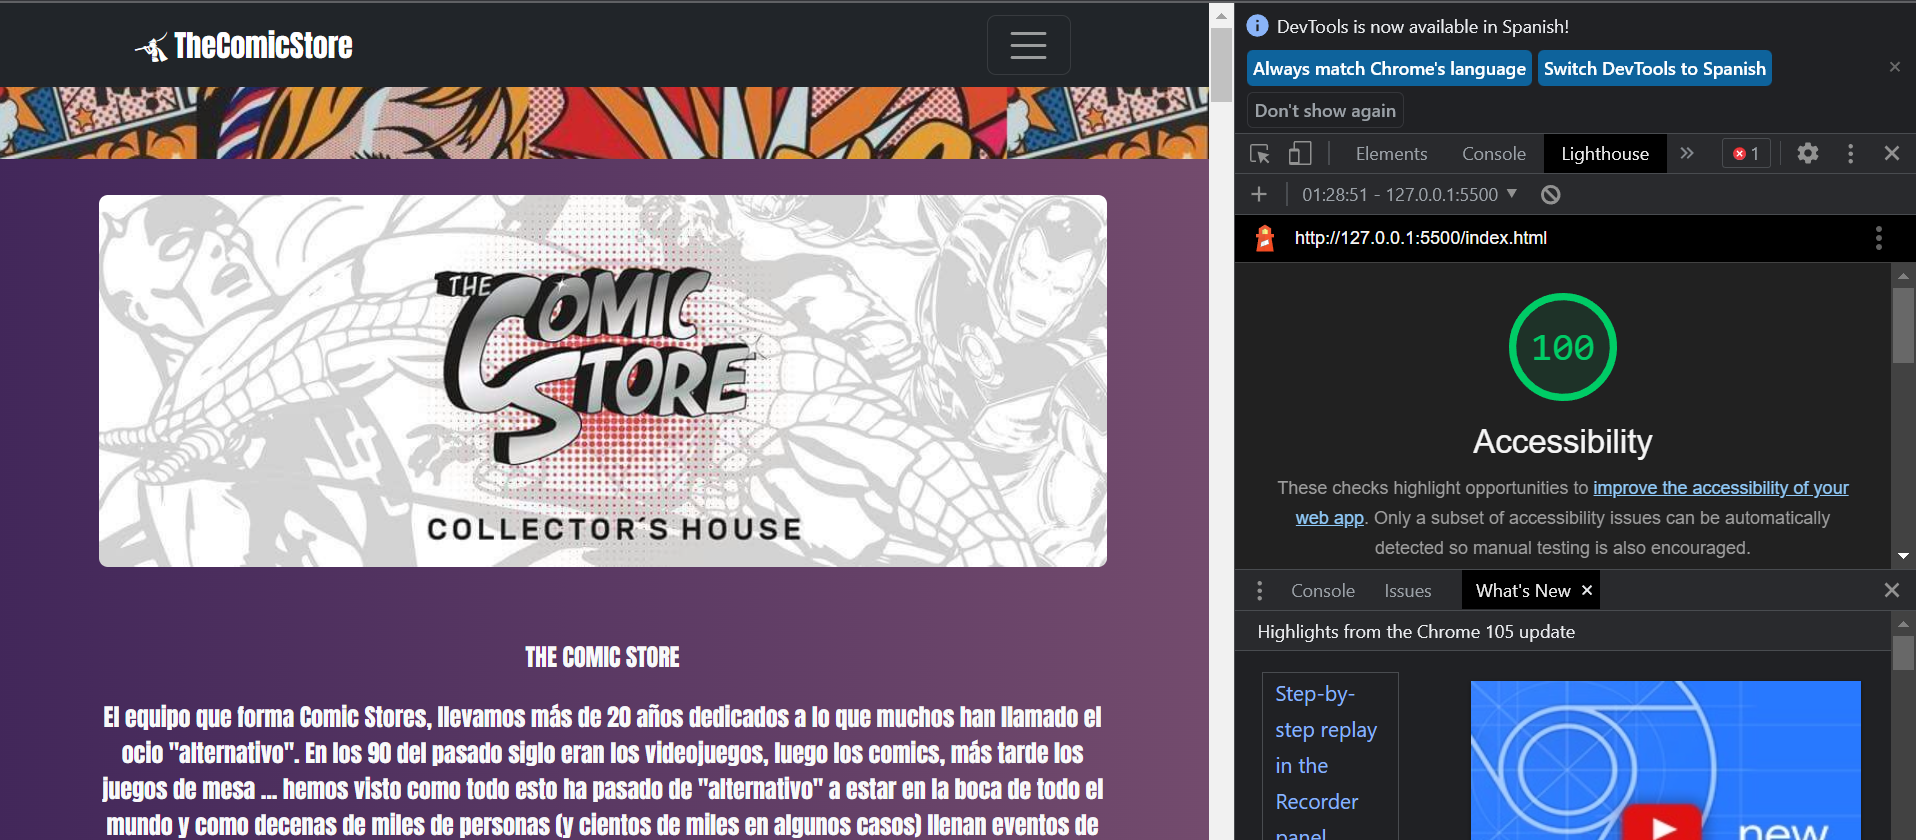 TheComicStore
THE
COMIC
STORE
COLLECTOR´S HOUSE
THE COMIC STORE
El equipo que forma Comic Stores, llevamos más de 20 años dedicados a lo que muchos han llamado el
ocio "alternativo". En los 90 del pasado siglo eran los videojuegos, luego los comics, más tarde los
juegos de mesa ... hemos visto como todo esto ha pasado de "alternativo" a estar en la boca de todo el
mundo y como decenas de miles de personas (y cientos de miles en algunos casos) llenan eventos de
DevTools is now available in Spanish!
Always match Chrome's language Switch DevTools to Spanish
Don't show again
Elements Console Lighthouse » 1
01:28:51 - 127.0.0.1:5500
http://127.0.0.1:5500/index.html
100
Accessibility
These checks highlight opportunities to improve the accessibility of your
web app. Only a subset of accessibility issues can be automatically
detected so manual testing is also encouraged.
Console Issues What's New
Highlights from the Chrome 105 update
Step-by-
step replay
in the
Recorder
panel
new